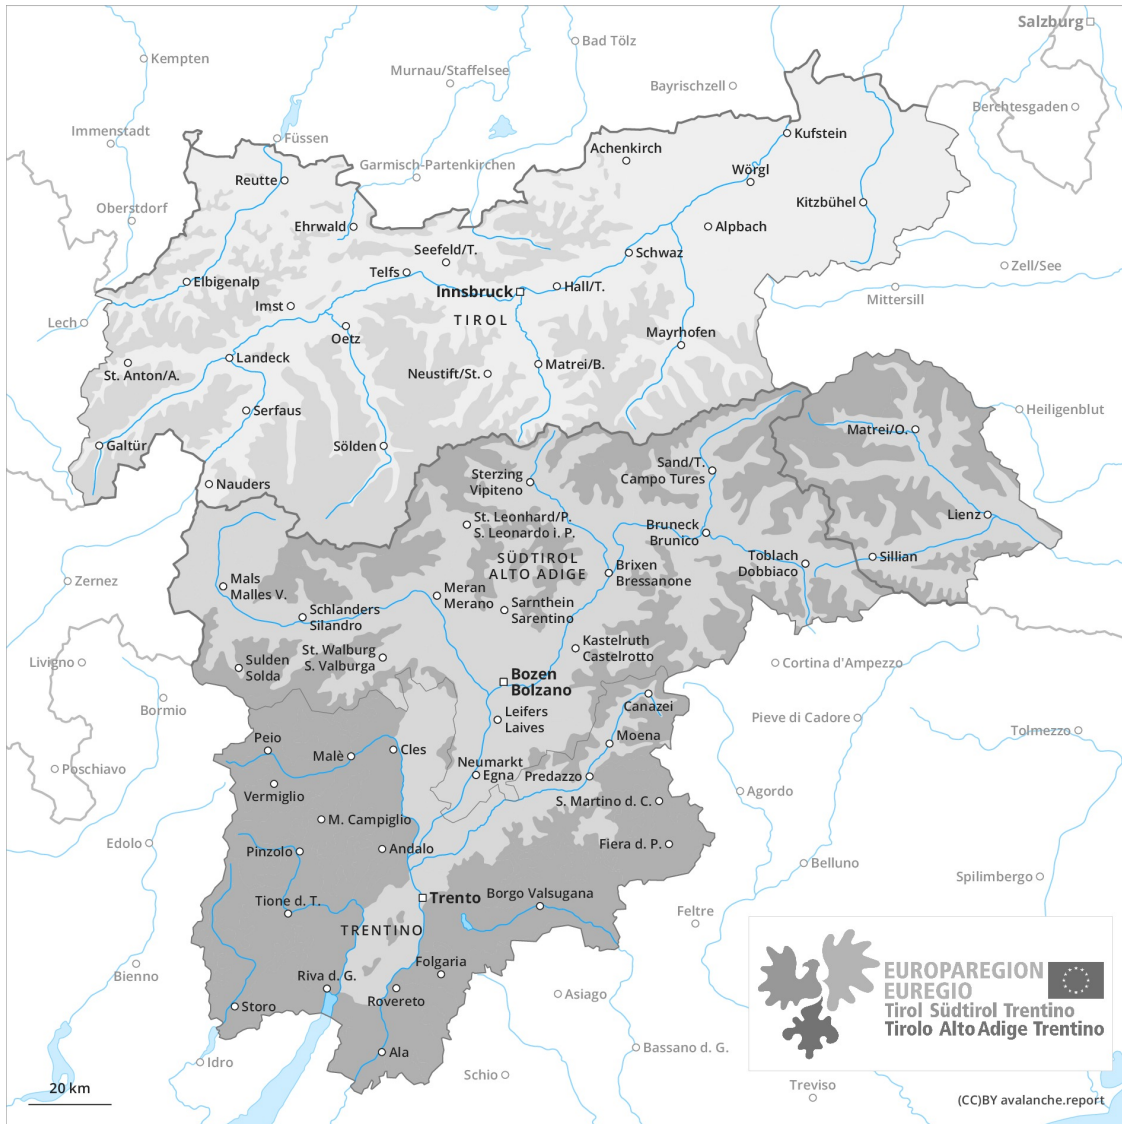 Salzburg
Bad Tölz
Kempten
Murnau/Staffelsee
Bayrischzell
Berchtesgaden
Immenstadt
Füssen
Kufstein
Achenkirch
Garmisch-Partenkirchen
Wörgl
Reutte
Kitzbühel
Oberstdorf
Ehrwald
Alpbach
Seefeld/T.
Schwaz
Zell/See
Telfs
Elbigenalp
Hall/T.
Innsbruck
Mittersill
Imst
Lech
TIROL
Oetz
Mayrhofen
Landeck
Matrei/B.
St. Anton/A.
Neustift/St.
Serfaus
Heiligenblut
Matrei/O.
Galtür
Sölden
Sand/T.
Campo Tures
Sterzing
Vipiteno
Nauders
Lienz
St. Leonhard/P.
S. Leonardo i. P.
Bruneck
Brunico
SÜDTIROL
ALTO ADIGE
Toblach
Dobbiaco
Sillian
Brixen
Bressanone
Zernez
Mals
Malles V.
Meran
Merano
Sarnthein
Sarentino
Schlanders
Silandro
Kastelruth
Castelrotto
St. Walburg
S. Valburga
Livigno
Sulden
Solda
Cortina d'Ampezzo
Bozen
Bolzano
Bormio
Canazei
Leifers
Laives
Pieve di Cadore
Tolmezzo
Peio
Moena
Malè
Cles
Neumarkt
Egna
Predazzo
Poschiavo
Vermiglio
Agordo
S. Martino d. C.
M. Campiglio
Edolo
Pinzolo
Andalo
Fiera d. P.
Belluno
Spilimbergo
Trento
Borgo Valsugana
Tione d. T.
Feltre
TRENTINO
Folgaria
Bienno
Riva d. G.
Rovereto
Asiago
Storo
EUROPAREGION
EUREGIO
Tirol Südtirol Trentino
Tirolo Alto Adige Trentino
Ala
Bassano d. G.
Idro
Schio
Treviso
20 km
(CC)BY avalanche.report